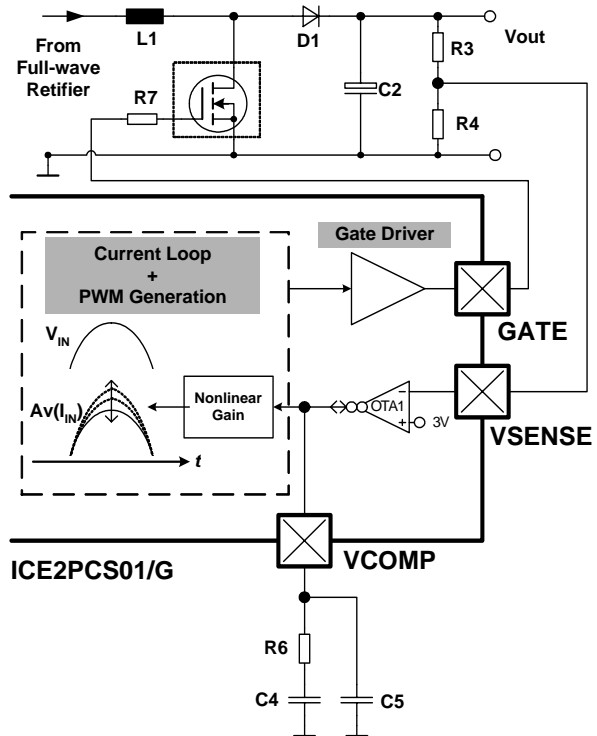 From
Full-wave
Retifier
L1
D1
R3
Vout
C2
R7
R4
Gate Driver
Current Loop
+
PWM Generation
GATE
V_IN
Av(I_IN)
Nonlinear
Gain
OTA1
−
+
3V
VSENSE
t
VCOMP
ICE2PCS01/G
R6
C4
C5